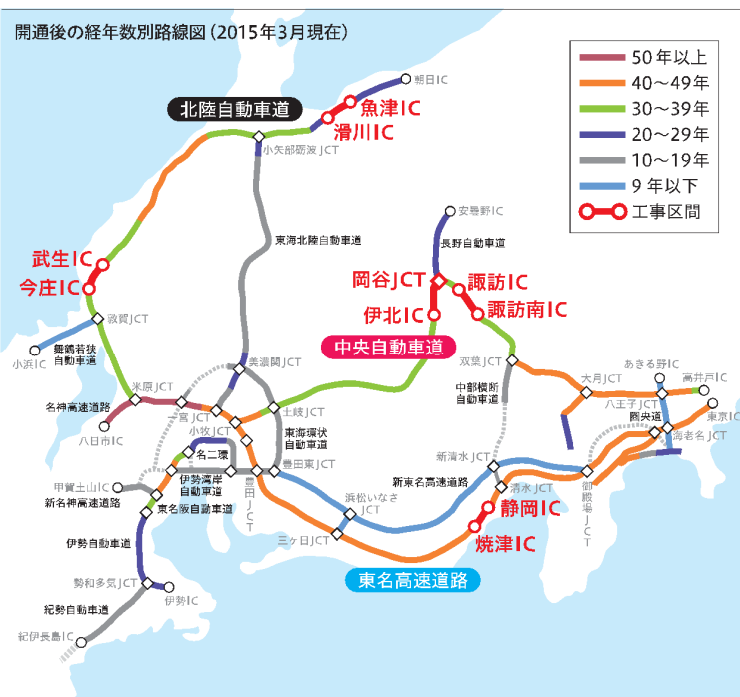 開通後の経年数別路線図（2015年3月現在）
50年以上
40〜49年
30〜39年
20〜29年
10〜19年
9年以下
工事区間
朝日IC
北陸自動車道
魚津IC
滑川IC
小矢部砺波JCT
安曇野IC
東海北陸自動車道
長野自動車道
武生IC
今庄IC
岡谷JCT
諏訪IC
伊北IC
諏訪南IC
敦賀JCT
中央自動車道
舞鶴若狭
自動車道
小浜IC
美濃関JCT
双葉JCT
あきる野IC
米原JCT
中部横断
自動車道
大月JCT
高井戸IC
八王子JCT
名神高速道路
一宮JCT
土岐JCT
東京IC
圏央道
小牧JCT
東海環状
自動車道
八日市IC
海老名JCT
名二環
豊田東JCT
新清水JCT
甲賀土山IC
伊勢湾岸
自動車道
新東名高速道路
清水JCT
御殿場JCT
新名神高速道路
東名阪自動車道
豊田JCT
浜松いなさ
JCT
静岡IC
伊勢自動車道
三ヶ日JCT
焼津IC
東名高速道路
勢和多気JCT
伊勢IC
紀勢自動車道
紀伊長島IC